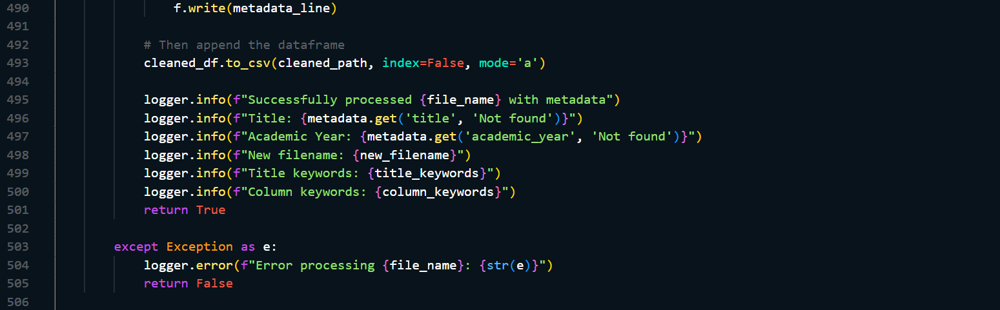 490 f.write(metadata_line)
491
492 # Then append the dataframe
493 cleaned_df.to_csv(cleaned_path, index=False, mode='a')
494
495 logger.info(f"Successfully processed {file_name} with metadata")
496 logger.info(f"Title: {metadata.get('title', 'Not found')}")
497 logger.info(f"Academic Year: {metadata.get('academic_year', 'Not found')}")
498 logger.info(f"New filename: {new_filename}")
499 logger.info(f"Title keywords: {title_keywords}")
500 logger.info(f"Column keywords: {column_keywords}")
501 return True
502
503 except Exception as e:
504 logger.error(f"Error processing {file_name}: {str(e)}")
505 return False
506